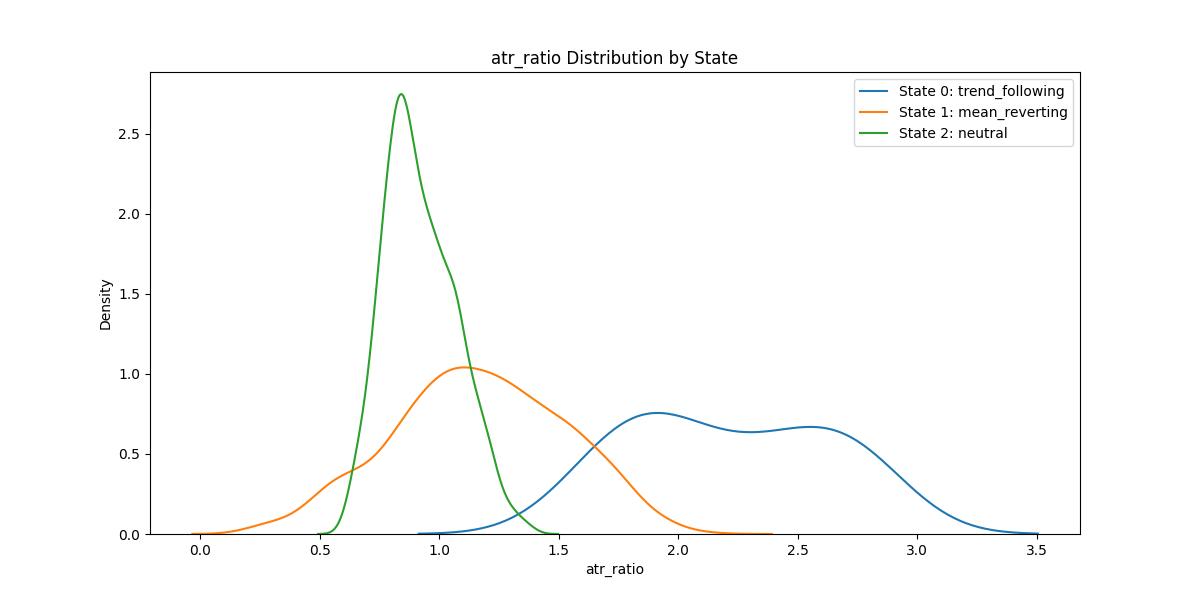 atr_ratio Distribution by State
State 0: trend_following
State 1: mean_reverting
State 2: neutral
Density
2.5
2.0
1.5
1.0
0.5
0.0
0.0 0.5 1.0 1.5 2.0 2.5 3.0 3.5
atr_ratio